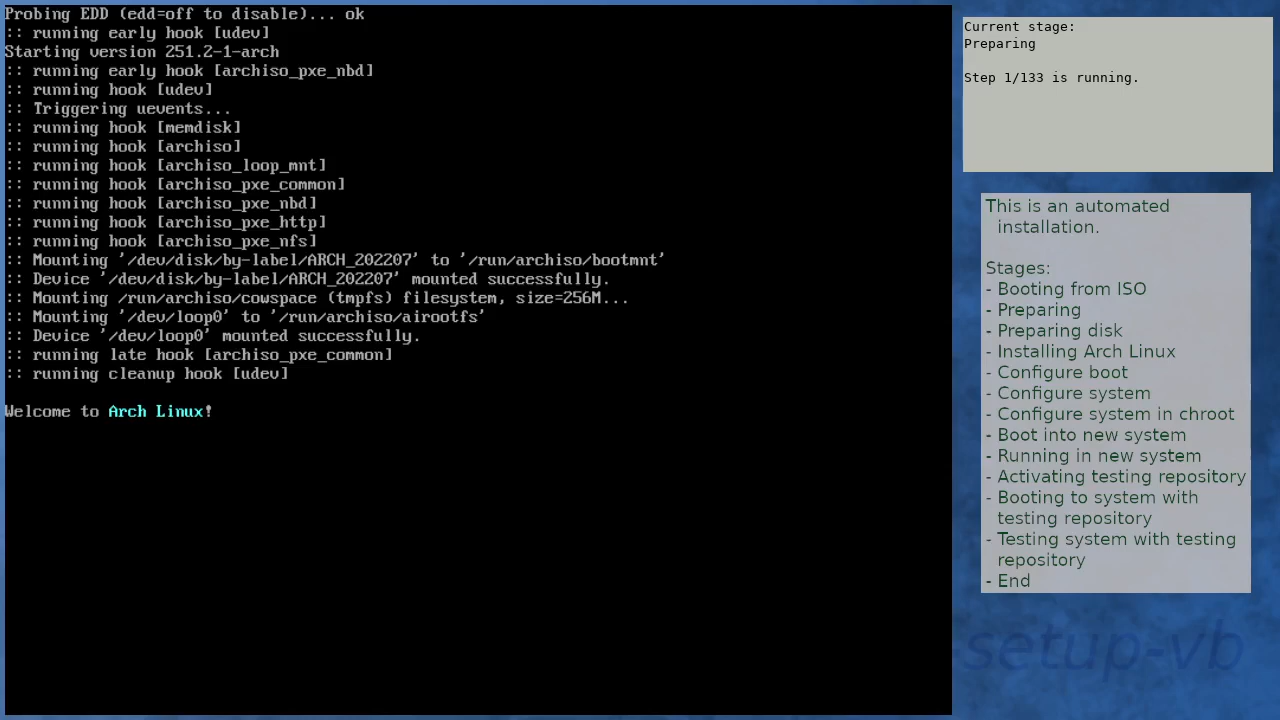 Probing EDD (edd=off to disable)... ok
:: running early hook [udev]
Starting version 251.2-1-arch
:: running early hook [archiso_pxe_nbd]
:: running hook [udev]
:: Triggering uevents...
:: running hook [memdisk]
:: running hook [archiso]
:: running hook [archiso_loop_mnt]
:: running hook [archiso_pxe_common]
:: running hook [archiso_pxe_nbd]
:: running hook [archiso_pxe_http]
:: running hook [archiso_pxe_nfs]
:: Mounting '/dev/disk/by-label/ARCH_202207' to '/run/archiso/bootmnt'
:: Device '/dev/disk/by-label/ARCH_202207' mounted successfully.
:: Mounting /run/archiso/cowspace (tmpfs) filesystem, size=256M...
:: Mounting '/dev/loop0' to '/run/archiso/airootfs'
:: Device '/dev/loop0' mounted successfully.
:: running late hook [archiso_pxe_common]
:: running cleanup hook [udev]
Welcome to Arch Linux!
Current stage:
Preparing
Step 1/133 is running.
This is an automated
installation.
Stages:
- Booting from ISO
- Preparing
- Preparing disk
- Installing Arch Linux
- Configure boot
- Configure system
- Configure system in chroot
- Boot into new system
- Running in new system
- Activating testing repository
- Booting to system with
testing repository
- Testing system with testing
repository
- End
setup-vb